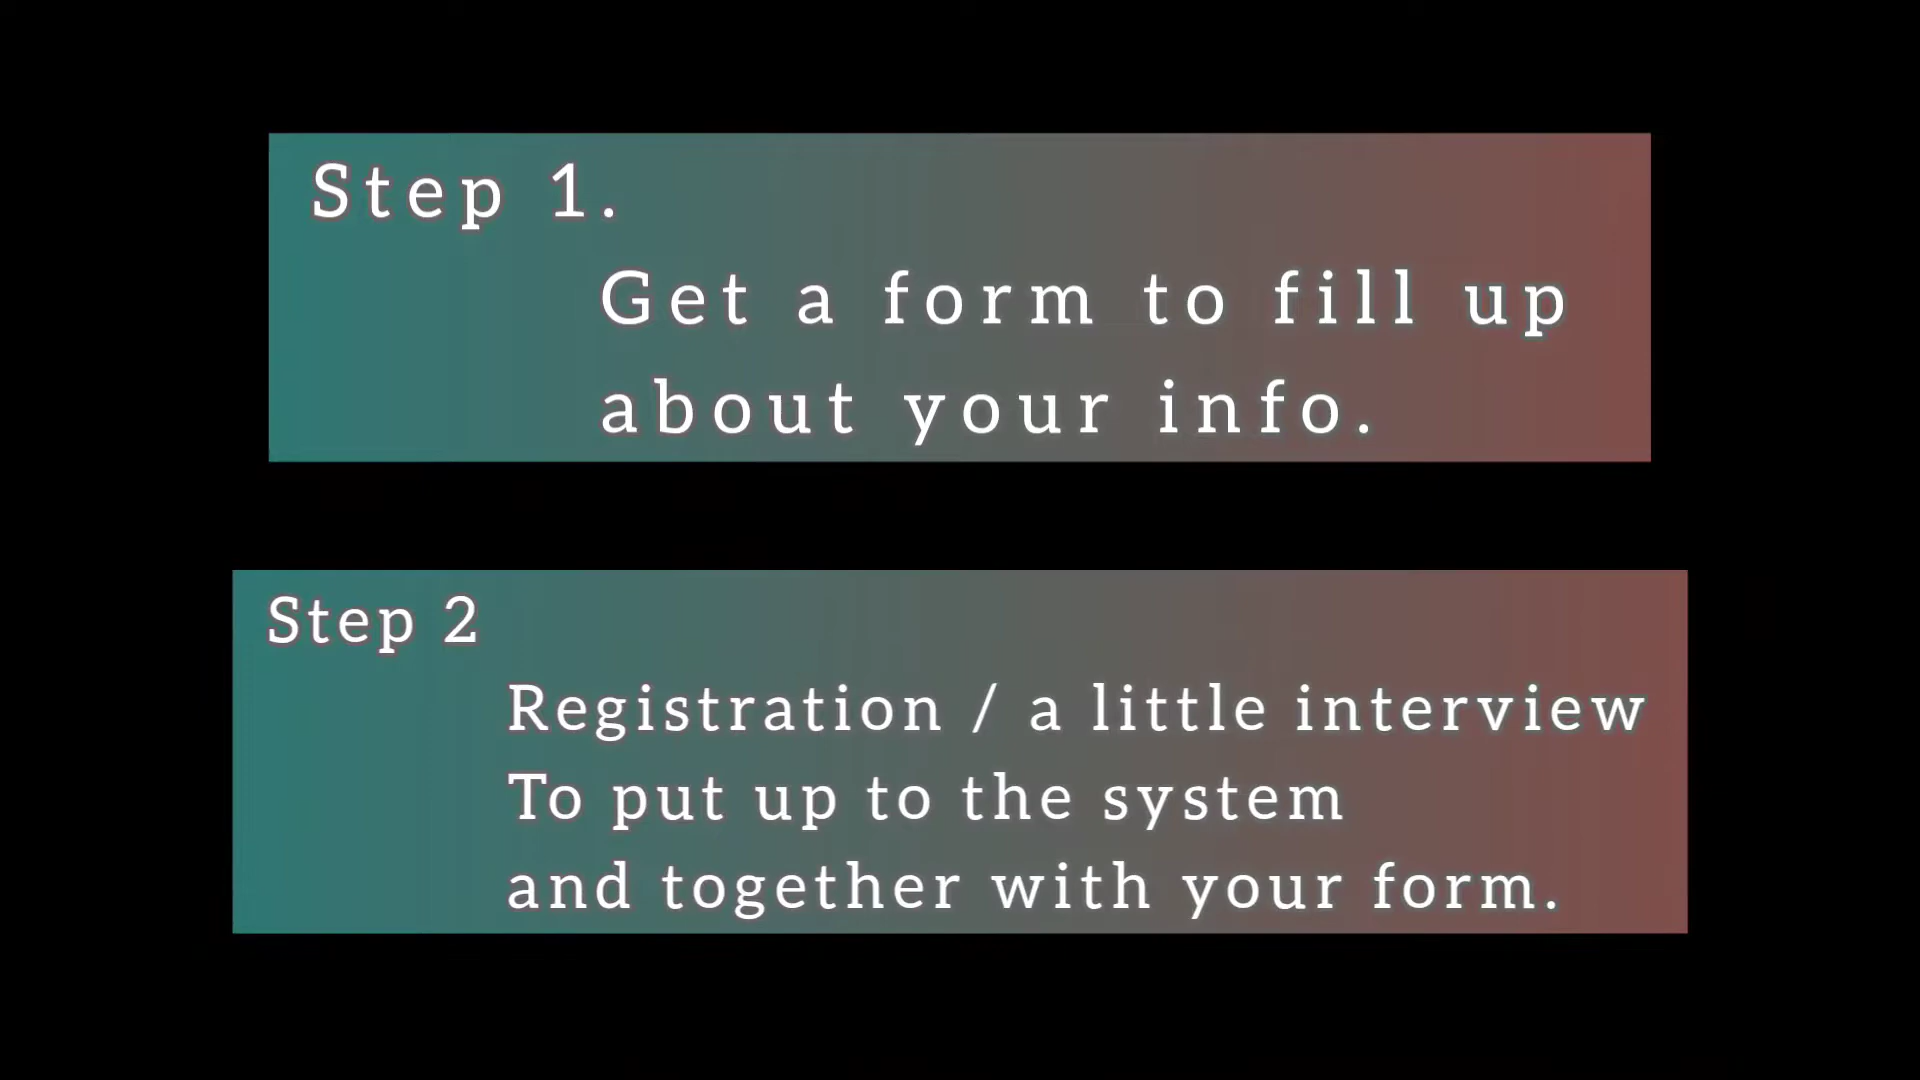 Step 1.
Get a form to fill up
about your info.
Step 2
Registration / a little interview
To put up to the system
and together with your form.